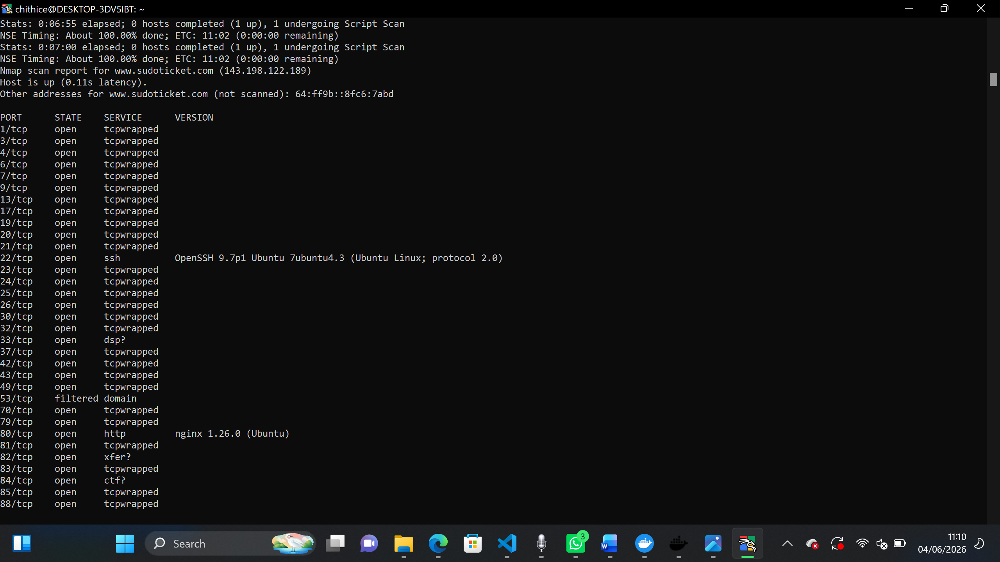 chithice@DESKTOP-3DV5IBT: ~
Stats: 0:06:55 elapsed; 0 hosts completed (1 up), 1 undergoing Script Scan
NSE Timing: About 100.00% done; ETC: 11:02 (0:00:00 remaining)
Stats: 0:07:00 elapsed; 0 hosts completed (1 up), 1 undergoing Script Scan
NSE Timing: About 100.00% done; ETC: 11:02 (0:00:00 remaining)
Nmap scan report for www.sudoticket.com (143.198.122.189)
Host is up (0.11s latency).
Other addresses for www.sudoticket.com (not scanned): 64:ff9b::8fc6:7abd
PORT      STATE    SERVICE      VERSION
1/tcp     open     tcpwrapped
3/tcp     open     tcpwrapped
4/tcp     open     tcpwrapped
6/tcp     open     tcpwrapped
7/tcp     open     tcpwrapped
9/tcp     open     tcpwrapped
13/tcp    open     tcpwrapped
17/tcp    open     tcpwrapped
19/tcp    open     tcpwrapped
20/tcp    open     tcpwrapped
21/tcp    open     tcpwrapped
22/tcp    open     ssh          OpenSSH 9.7p1 Ubuntu 7ubuntu4.3 (Ubuntu Linux; protocol 2.0)
23/tcp    open     tcpwrapped
24/tcp    open     tcpwrapped
25/tcp    open     tcpwrapped
26/tcp    open     tcpwrapped
30/tcp    open     tcpwrapped
32/tcp    open     tcpwrapped
33/tcp    open     dsp?
37/tcp    open     tcpwrapped
42/tcp    open     tcpwrapped
43/tcp    open     tcpwrapped
49/tcp    open     tcpwrapped
53/tcp    filtered domain
70/tcp    open     tcpwrapped
79/tcp    open     tcpwrapped
80/tcp    open     http         nginx 1.26.0 (Ubuntu)
81/tcp    open     tcpwrapped
82/tcp    open     xfer?
83/tcp    open     tcpwrapped
84/tcp    open     ctf?
85/tcp    open     tcpwrapped
88/tcp    open     tcpwrapped
Search
W
3
11:10
04/06/2026